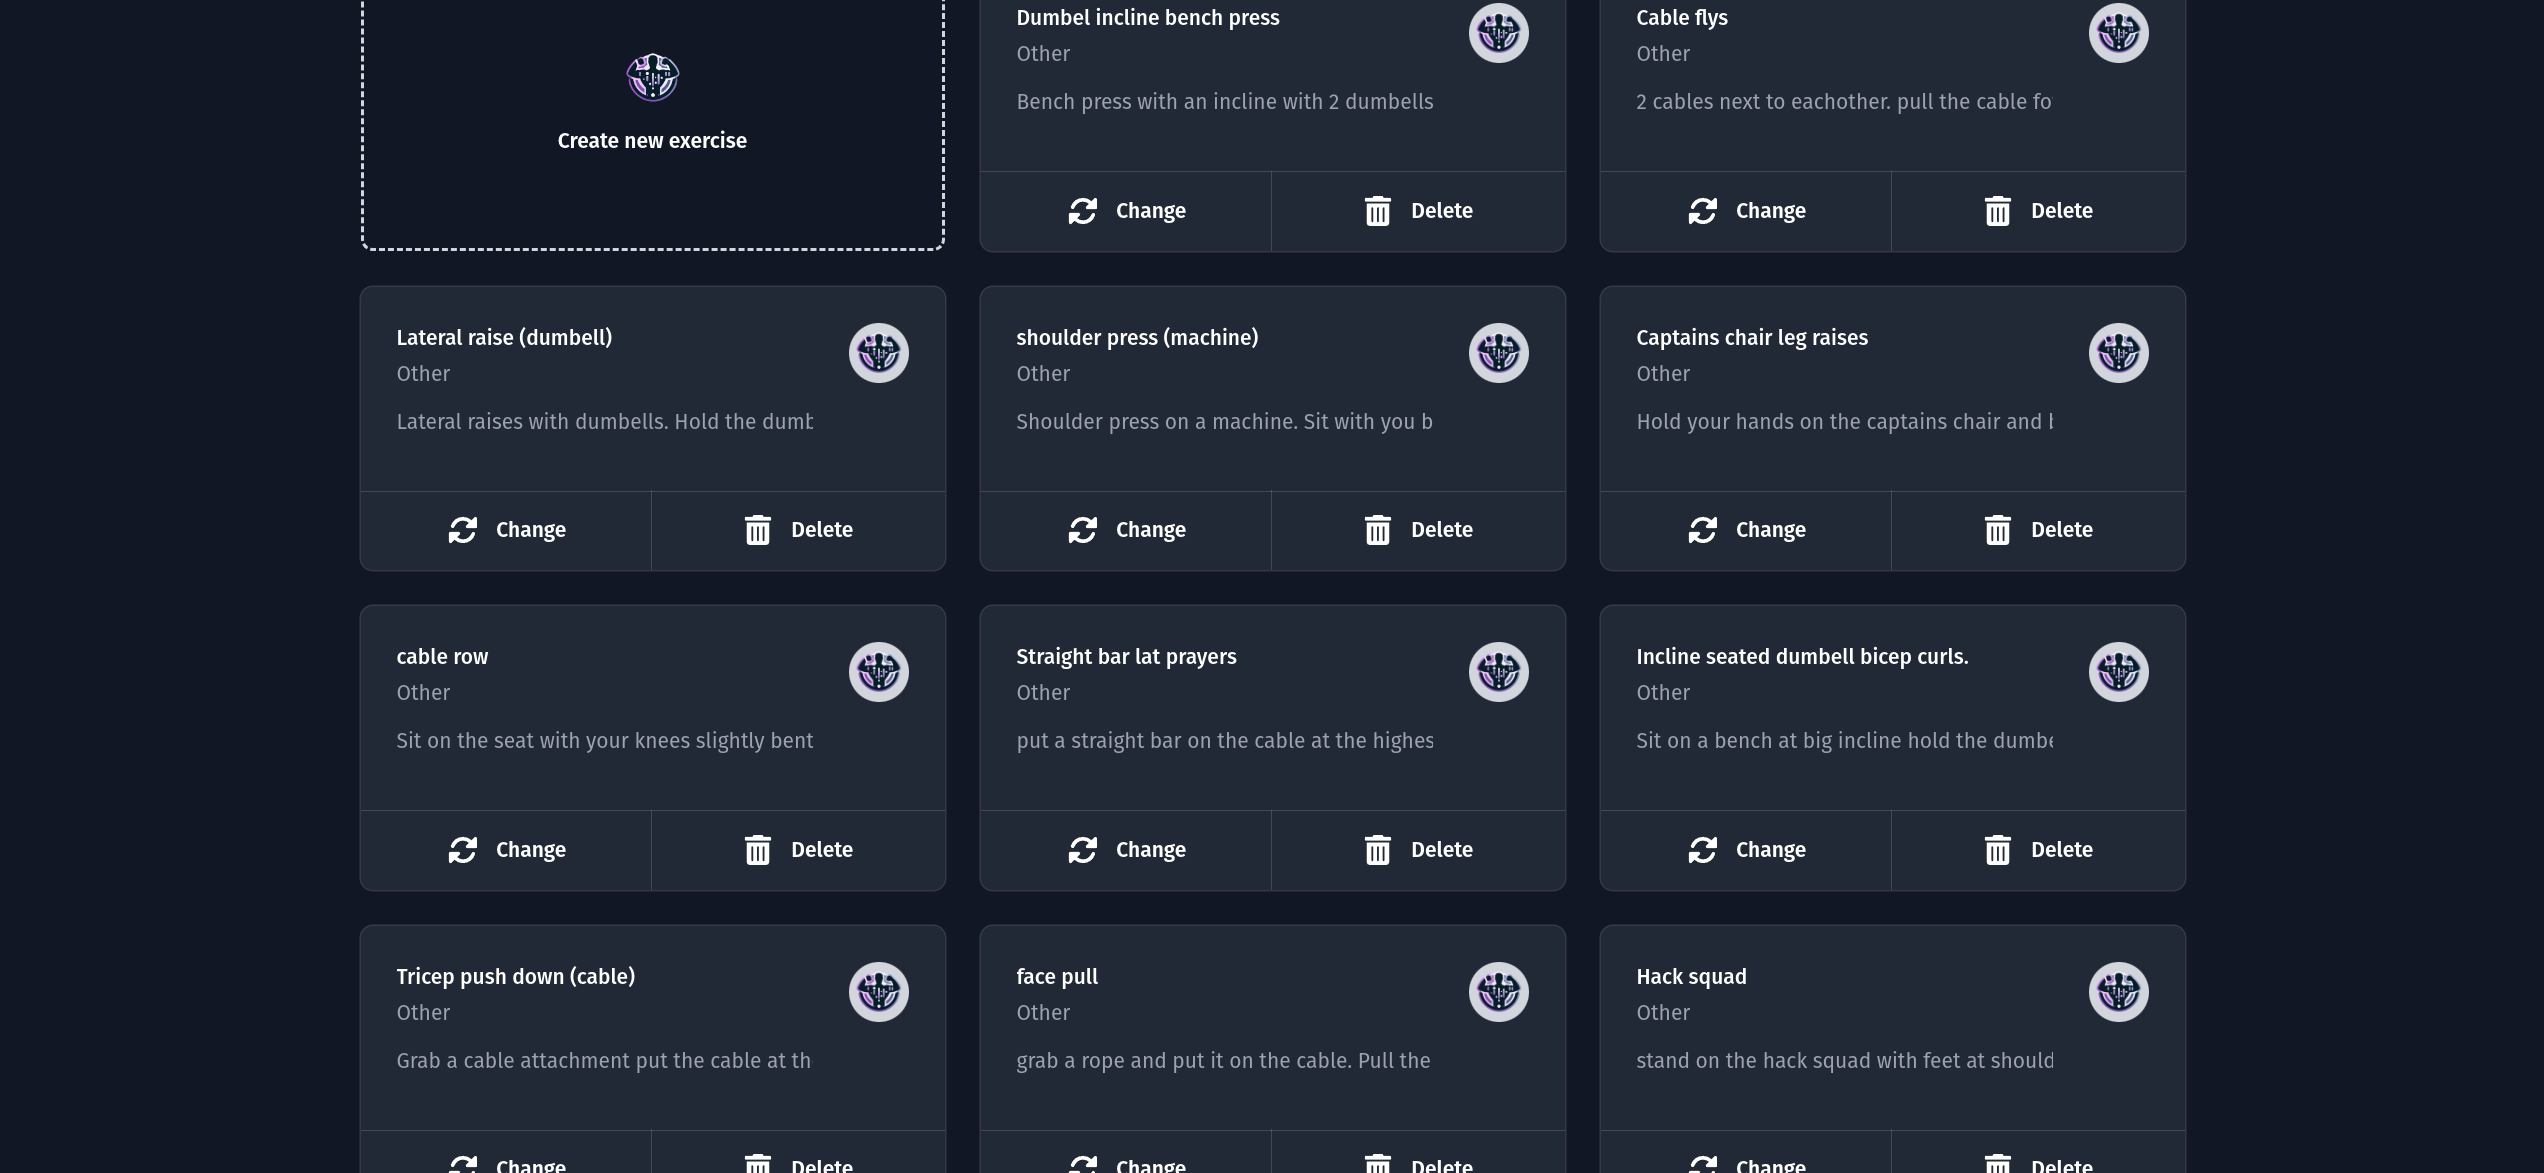 Dumbel incline bench press
Other
Bench press with an incline with 2 dumbells
Change
Delete
Cable flys
Other
2 cables next to eachother. pull the cable fo
Change
Delete
Create new exercise
Lateral raise (dumbell)
Other
Lateral raises with dumbells. Hold the dumb
Change
Delete
shoulder press (machine)
Other
Shoulder press on a machine. Sit with you b
Change
Delete
Captains chair leg raises
Other
Hold your hands on the captains chair and b
Change
Delete
cable row
Other
Sit on the seat with your knees slightly bent
Change
Delete
Straight bar lat prayers
Other
put a straight bar on the cable at the highes
Change
Delete
Incline seated dumbell bicep curls.
Other
Sit on a bench at big incline hold the dumbe
Change
Delete
Tricep push down (cable)
Other
Grab a cable attachment put the cable at th
Change
Delete
face pull
Other
grab a rope and put it on the cable. Pull the
Change
Delete
Hack squad
Other
stand on the hack squad with feet at should
Change
Delete